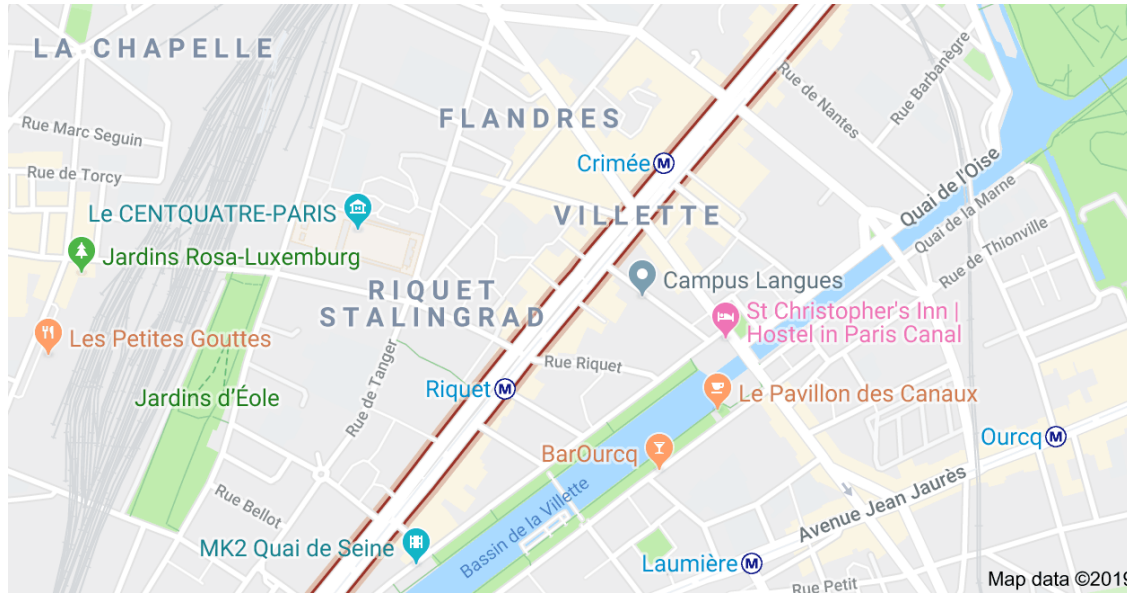 LA CHAPELLE
Rue de Nantes
Rue Barbanègre
FLANDRES
Rue Marc Seguin
Crimée M
Rue de Torcy
Quai de l'Oise
Le CENTQUATRE-PARIS
VILLETTE
Quai de la Marne
Rue de Thionville
Jardins Rosa-Luxemburg
Campus Langues
RIQUET
STALINGRAD
St Christopher's Inn |
Hostel in Paris Canal
Les Petites Gouttes
Rue Riquet
Rue de Tanger
Riquet M
Jardins d'Éole
Le Pavillon des Canaux
Ourcq M
BarOurcq
Rue Bellot
Avenue Jean Jaurès
Bassin de la Villette
MK2 Quai de Seine
Laumière M
Rue Petit
Map data ©2019